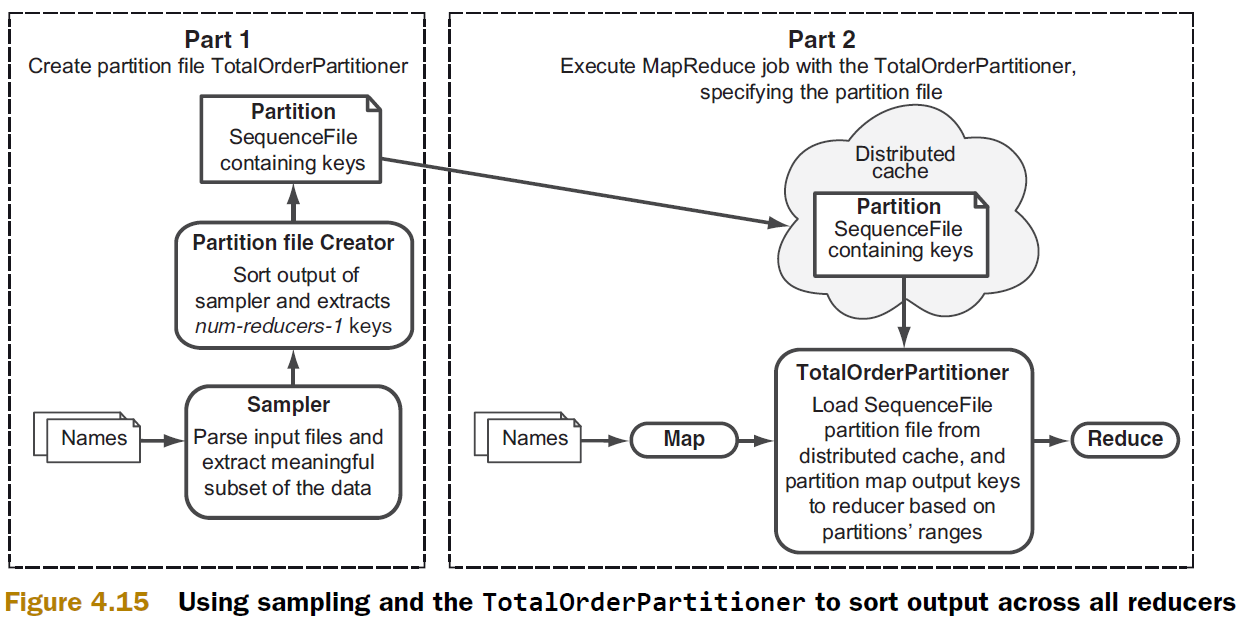 Part 1
Create partition file TotalOrderPartitioner
Partition
SequenceFile
containing keys
Partition file Creator
Sort output of
sampler and extracts
num-reducers-1 keys
Sampler
Parse input files and
extract meaningful
subset of the data
Names
Part 2
Execute MapReduce job with the TotalOrderPartitioner,
specifying the partition file
Distributed
cache
Partition
SequenceFile
containing keys
Names
Map
TotalOrderPartitioner
Load SequenceFile
partition file from
distributed cache, and
partition map output keys
to reducer based on
partitions’ ranges
Reduce
Figure 4.15 Using sampling and the TotalOrderPartitioner to sort output across all reducers